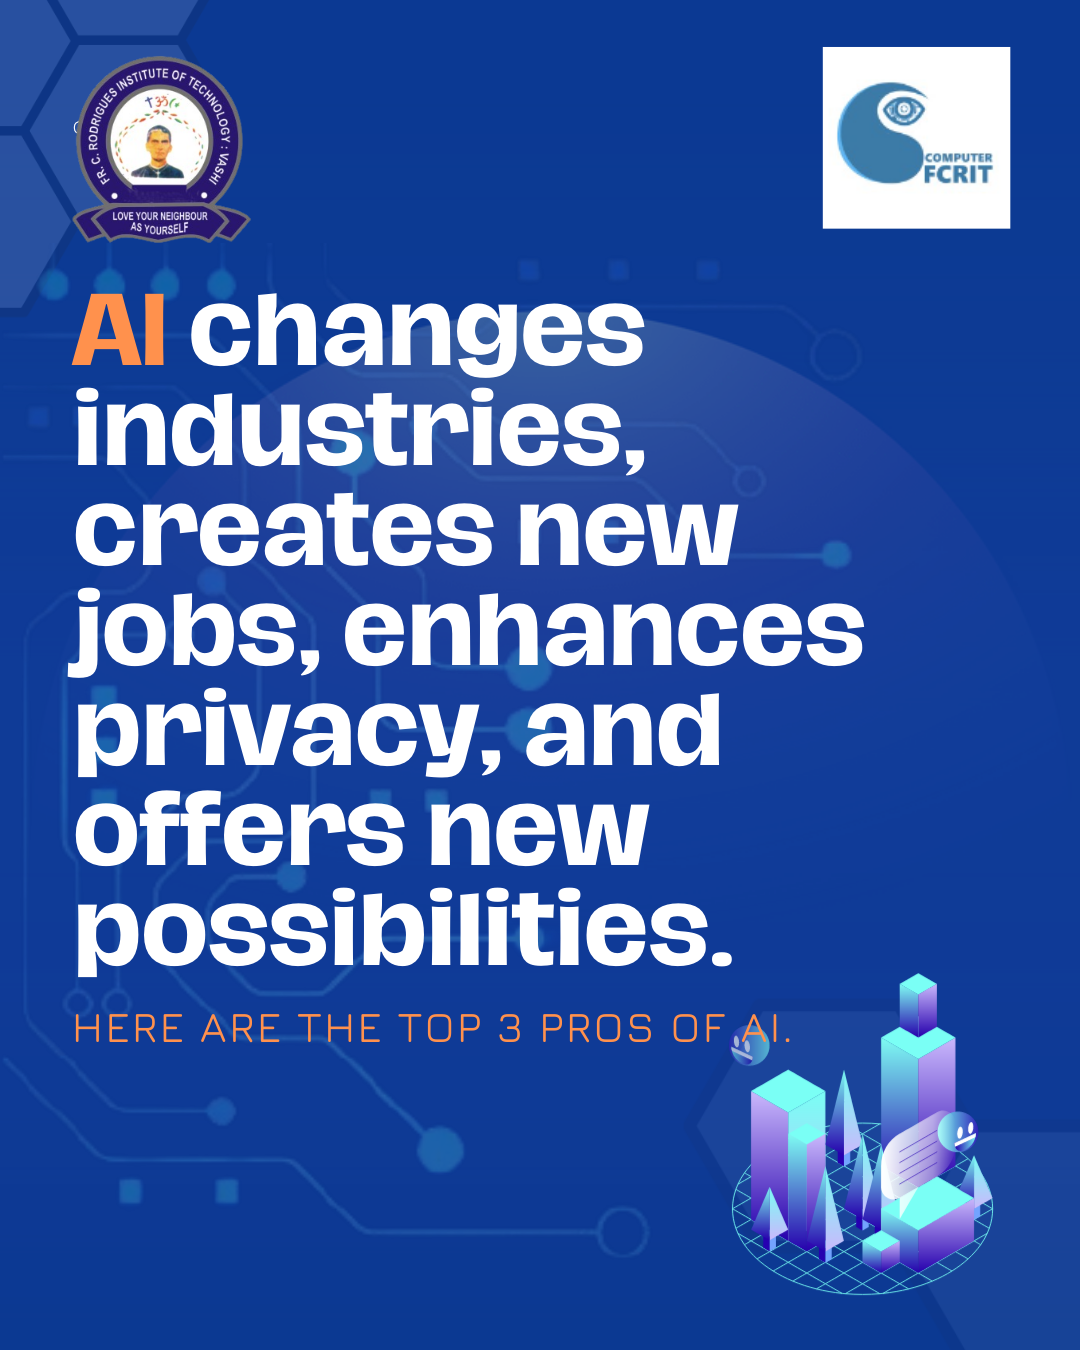 FR. C. RODRIGUES INSTITUTE OF TECHNOLOGY : VASHI
LOVE YOUR NEIGHBOUR
AS YOURSELF
COMPUTER
FCRIT
AI changes
industries,
creates new
jobs, enhances
privacy, and
offers new
possibilities.
HERE ARE THE TOP 3 PROS OF AI.